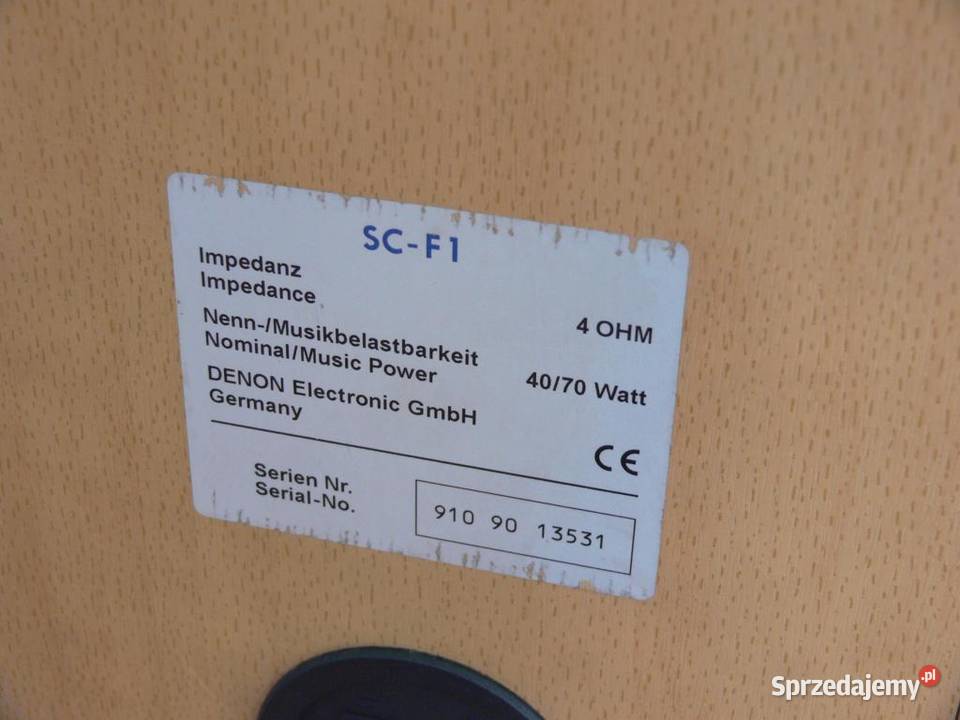 SC-F1
Impedanz
Impedance
4 OHM
Nenn-/Musikbelastbarkeit
Nominal/Music Power
40/70 Watt
DENON Electronic GmbH
Germany
CE
Serien Nr.
Serial-No.
910 90 13531
Sprzedajemy.pl